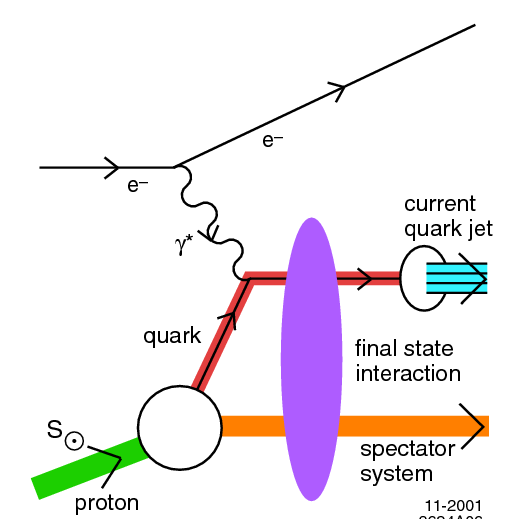 e–
e–
γ*
current
quark jet
quark
final state
interaction
S
spectator
system
proton
11-2001